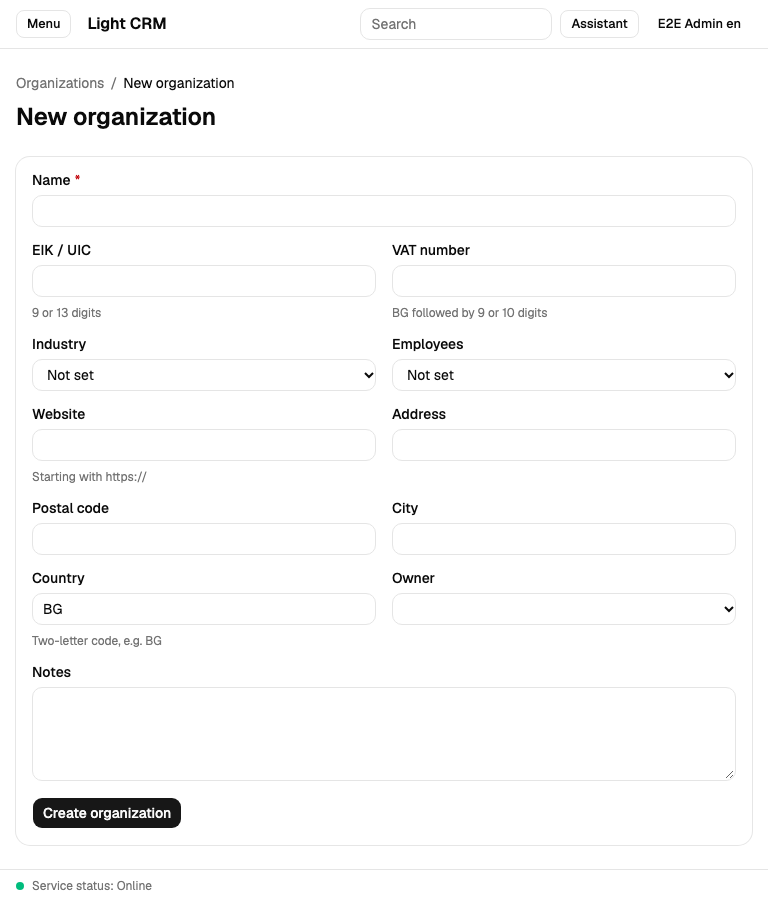 Menu Light CRM Search Assistant E2E Admin en
Organizations / New organization
New organization
Name *
EIK / UIC VAT number
9 or 13 digits BG followed by 9 or 10 digits
Industry Employees
Not set Not set
Website Address
Starting with https://
Postal code City
Country Owner
BG
Two-letter code, e.g. BG
Notes
Create organization
Service status: Online